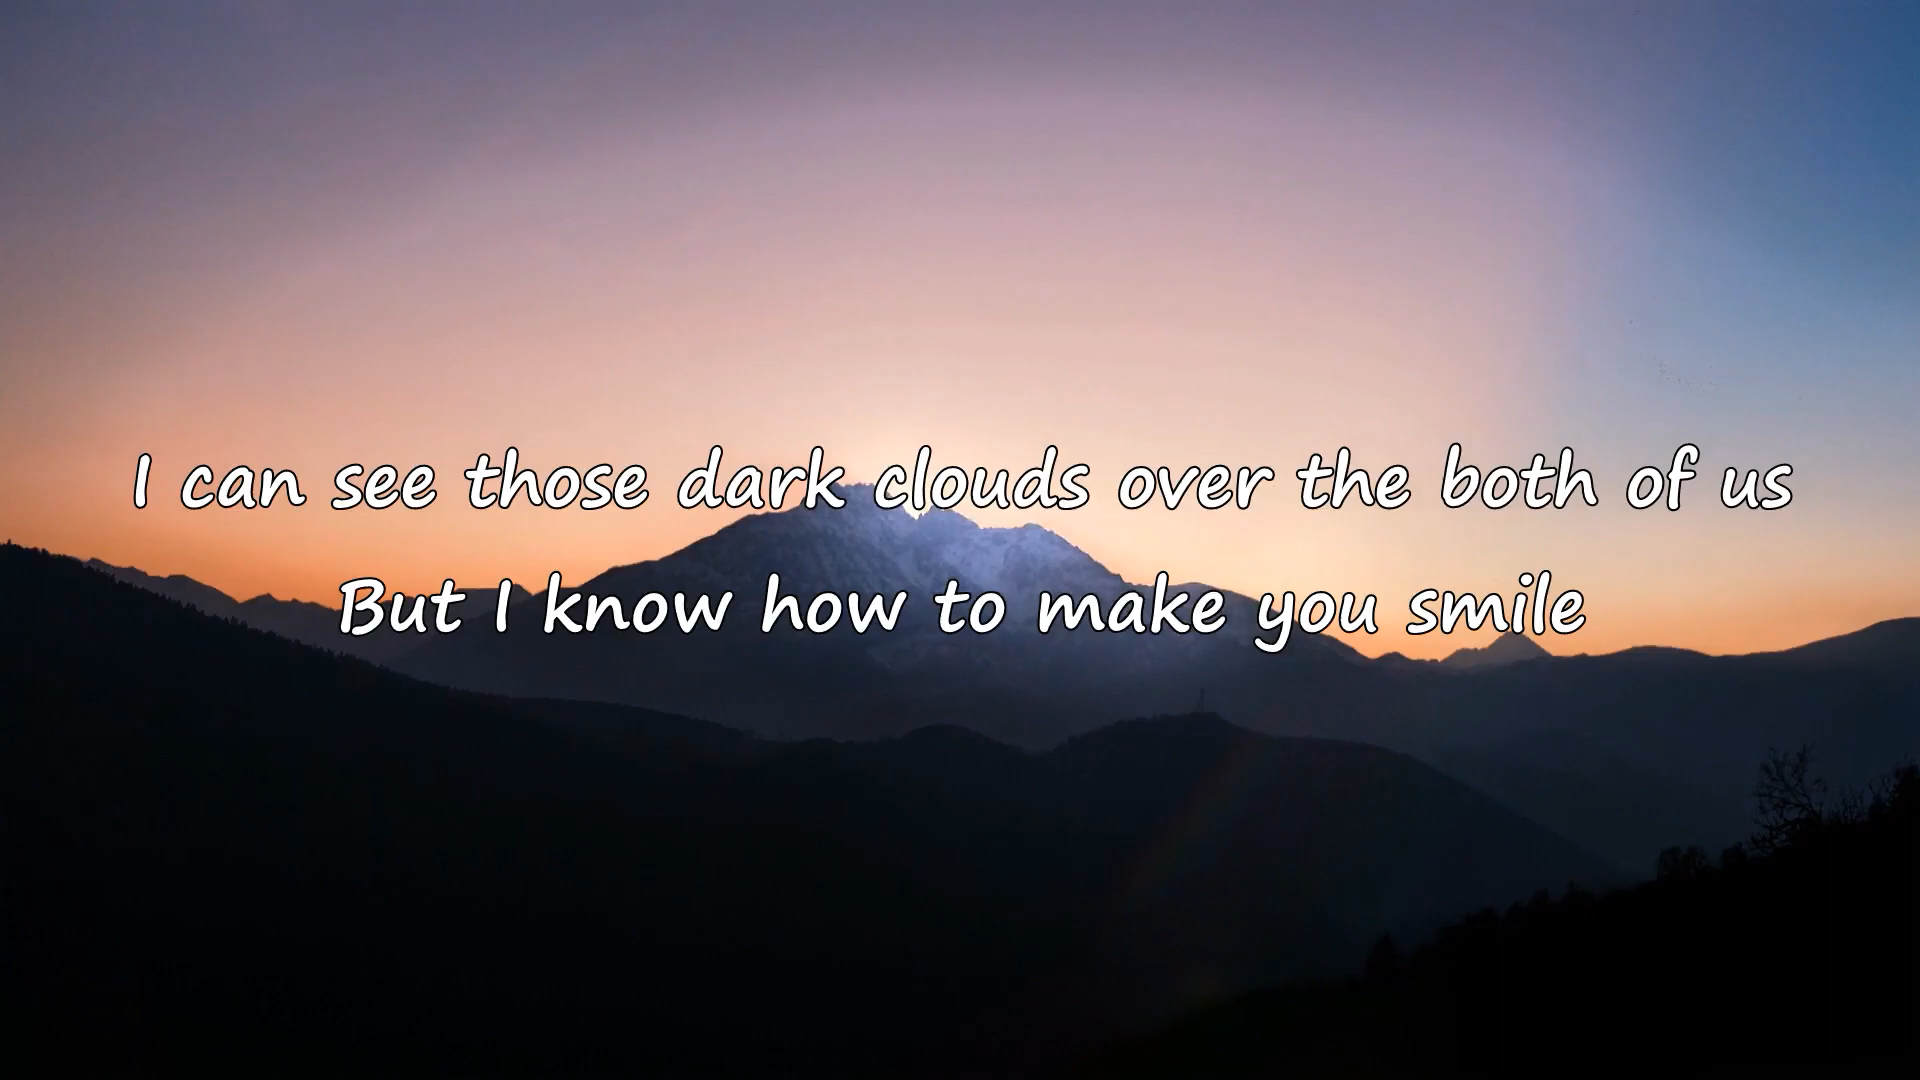 I can see those dark clouds over the both of us
But I know how to make you smile